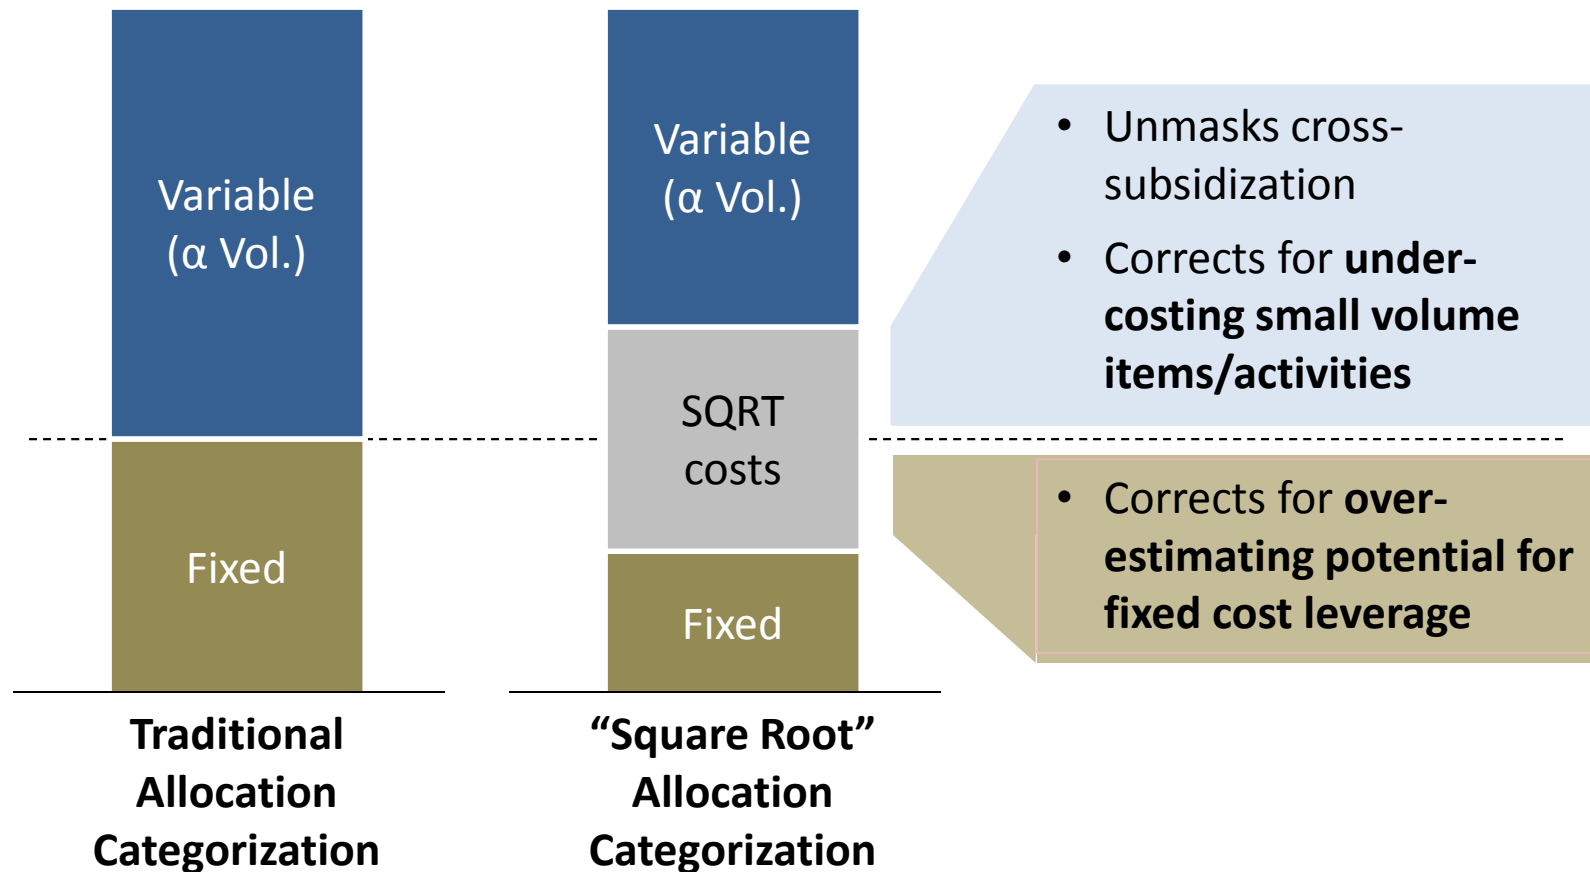 Variable
(α Vol.)
Fixed
Traditional
Allocation
Categorization
Variable
(α Vol.)
SQRT
costs
Fixed
“Square Root”
Allocation
Categorization
• Unmasks cross-
subsidization
• Corrects for under-
costing small volume
items/activities
• Corrects for over-
estimating potential for
fixed cost leverage